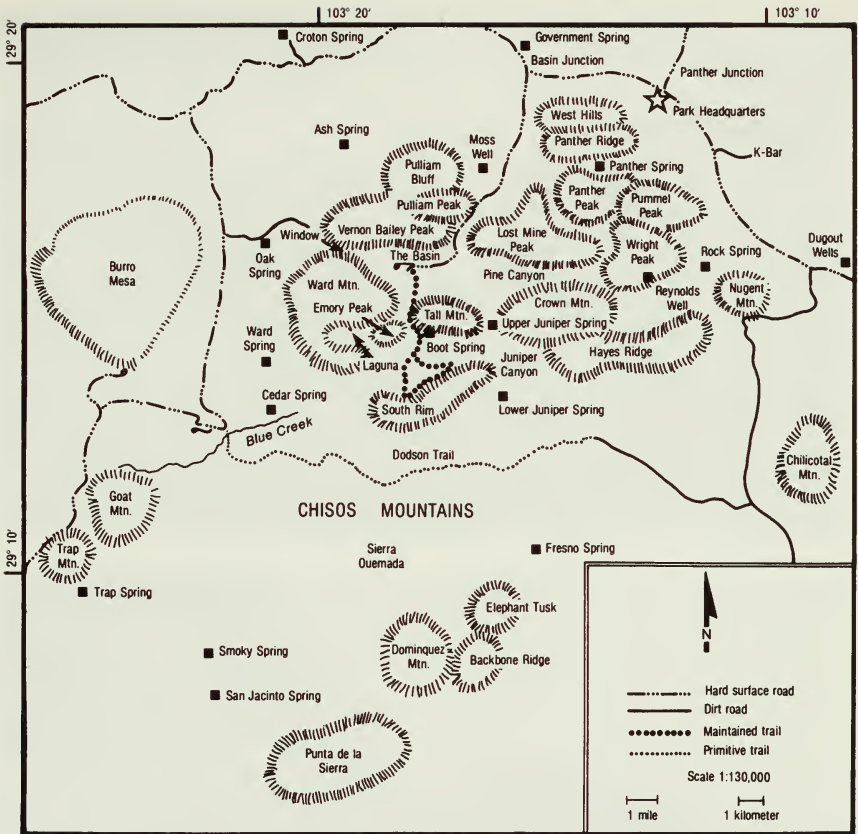 103° 20
103° 10
29° 20
Croton Spring
Government Spring
Basin Junction
Panther Junction
Park Headquarters
West Hills
Ash Spring
Panther Ridge
Moss
Well
K-Bar
Pulliam
Bluff
Panther Spring
Panther
Peak
Pummel
Peak
Pulliam Peak
Vernon Bailey Peak
Lost Mine
Peak
Dugout
Wells
Window
Wright
Peak
Rock Spring
Oak
Spring
The Basin
Burro
Mesa
Pine Canyon
Ward Mtn.
Reynolds
Well
Nugent
Mtn.
Emory Peak
Crown Mtn.
Tall Mtn.
Upper Juniper Spring
Ward
Spring
Boot Spring
Hayes Ridge
Laguna
Juniper
Canyon
Cedar Spring
South Rim
Lower Juniper Spring
Blue Creek
Dodson Trail
Chilicotal
Mtn.
Goat
Mtn.
CHISOS MOUNTAINS
Trap
Mtn.
29° 10'
Sierra
Quemada
Fresno Spring
Trap Spring
Elephant Tusk
Smoky Spring
Dominquez
Mtn.
Backbone Ridge
San Jacinto Spring
Punta de la
Sierra
N
Hard surface road
Dirt road
Maintained trail
Primitive trail
Scale 1:130,000
1 mile
1 kilometer